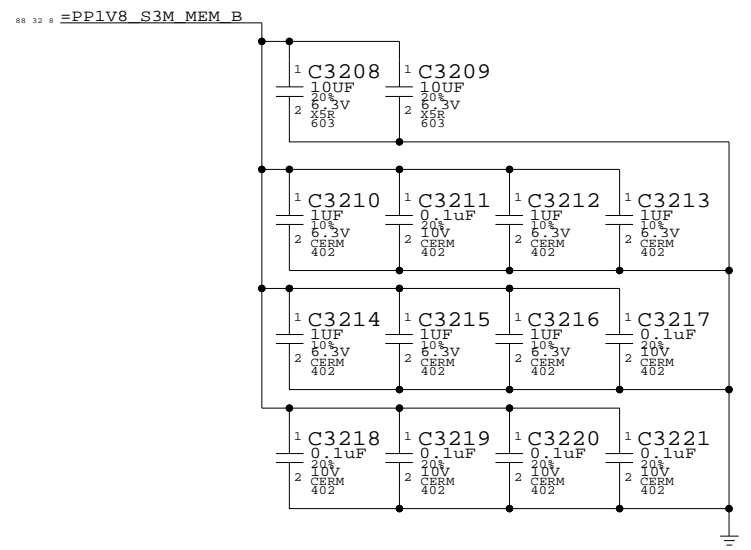 88 32 8 =PP1V8_S3M_MEM_B
1 C3208 1 C3209
10UF 10UF
20% 20%
6.3V 6.3V
2 X5R 2 X5R
603 603
1 C3210 1 C3211 1 C3212 1 C3213
1UF 0.1uF 1UF 1UF
10% 20% 10% 10%
6.3V 10V 6.3V 6.3V
2 CERM 2 CERM 2 CERM 2 CERM
402 402 402 402
1 C3214 1 C3215 1 C3216 1 C3217
1UF 1UF 1UF 0.1uF
10% 10% 10% 20%
6.3V 6.3V 6.3V 10V
2 CERM 2 CERM 2 CERM 2 CERM
402 402 402 402
1 C3218 1 C3219 1 C3220 1 C3221
0.1uF 0.1uF 0.1uF 0.1uF
20% 20% 20% 20%
10V 10V 10V 10V
2 CERM 2 CERM 2 CERM 2 CERM
402 402 402 402